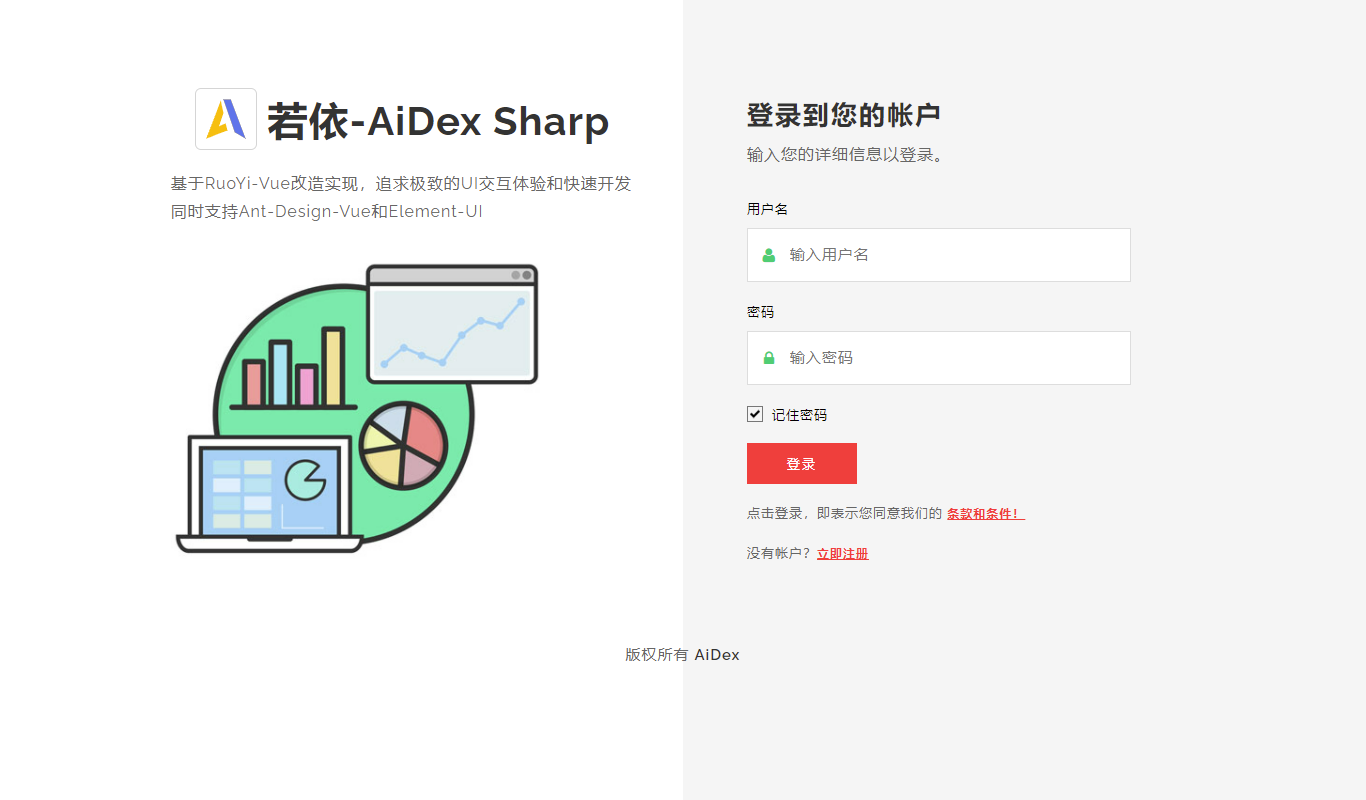 若依-AiDex Sharp
基于RuoYi-Vue改造实现，追求极致的UI交互体验和快速开发
同时支持Ant-Design-Vue和Element-UI
登录到您的帐户
输入您的详细信息以登录。
用户名
输入用户名
密码
输入密码
记住密码
登录
点击登录，即表示您同意我们的 条款和条件！
没有帐户？立即注册
版权所有 AiDex